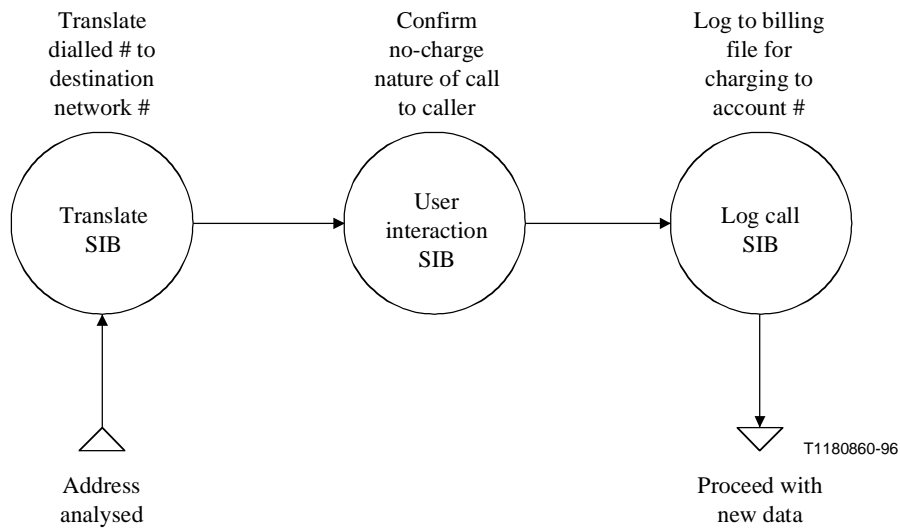 Translate
dialled # to
destination
network #
Confirm
no-charge
nature of call
to caller
Log to billing
file for
charging to
account #
Translate
SIB
User
interaction
SIB
Log call
SIB
T1180860-96
Address
analysed
Proceed with
new data